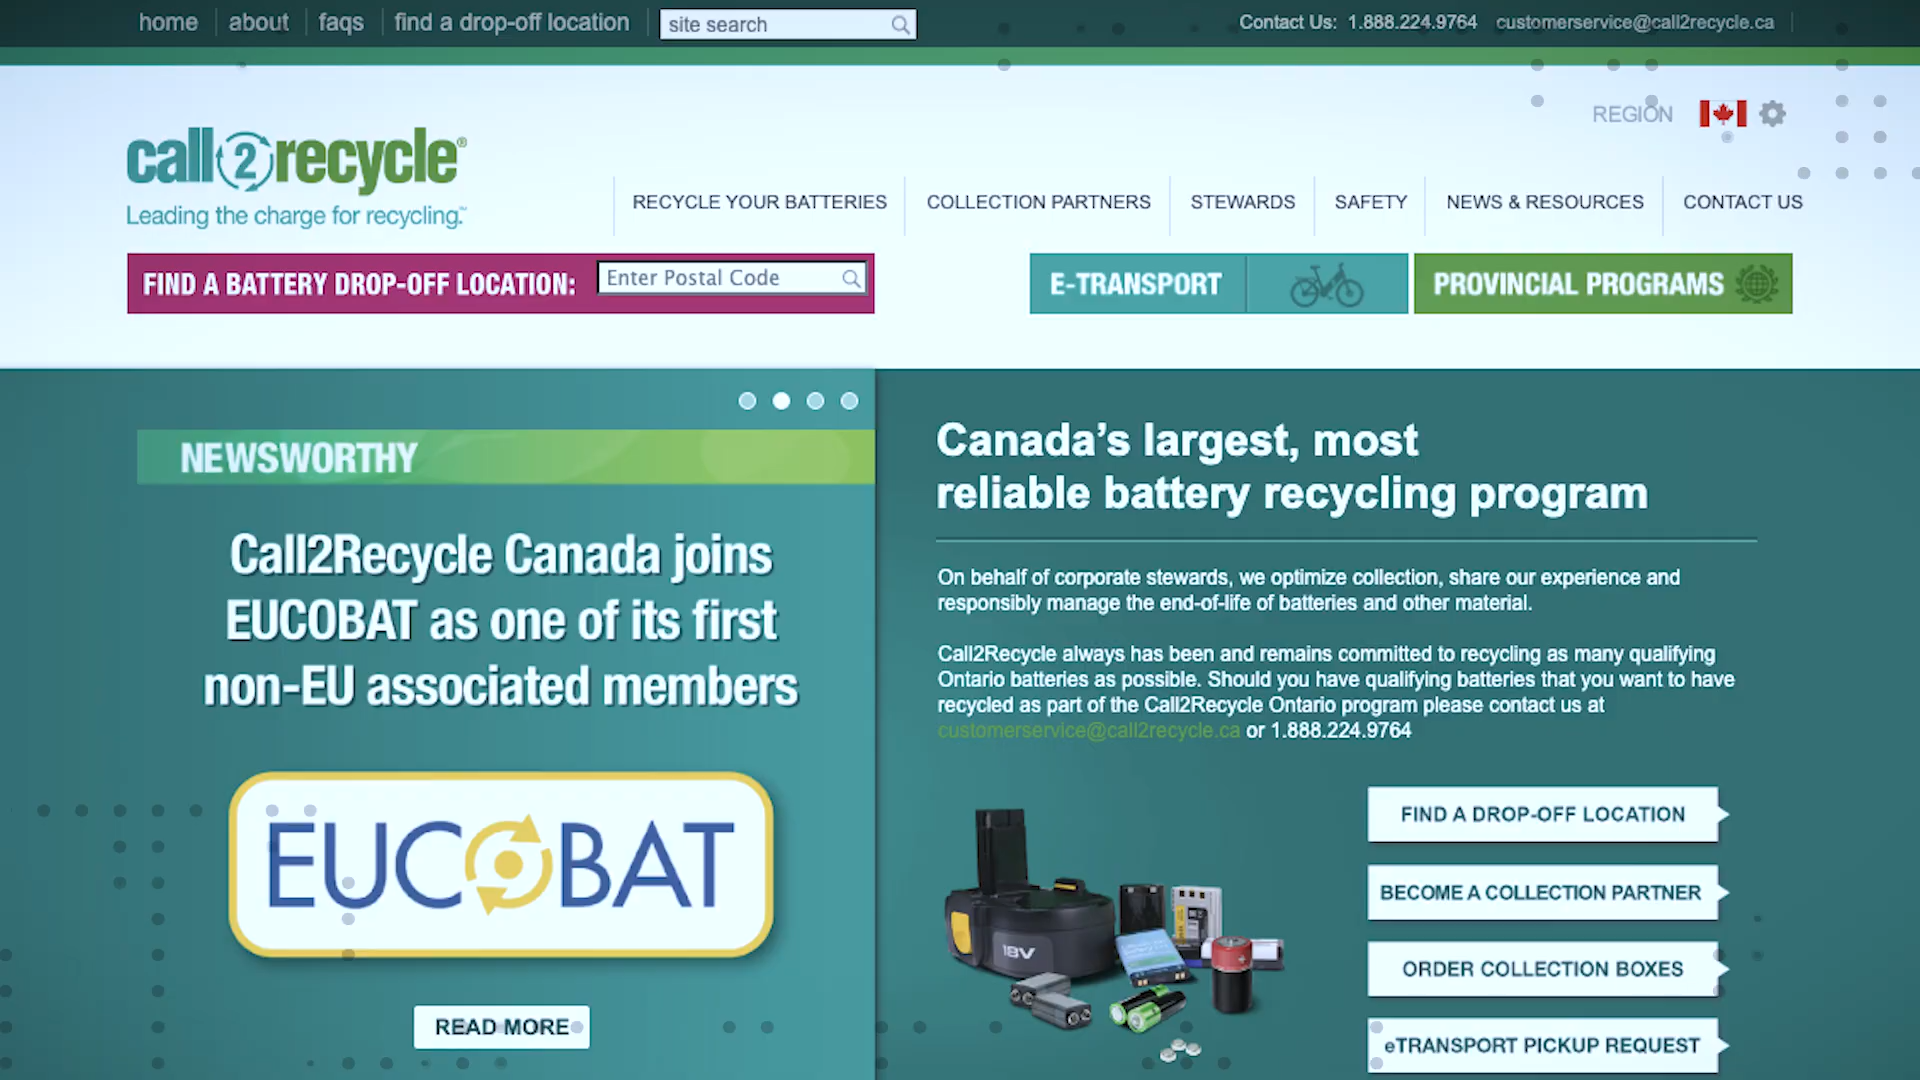 home
about
faqs
find a drop-off location
site search
Contact Us: 1.888.224.9764
customerservice@call2recycle.ca
REGION
call2recycle®
Leading the charge for recycling.™
RECYCLE YOUR BATTERIES
COLLECTION PARTNERS
STEWARDS
SAFETY
NEWS & RESOURCES
CONTACT US
FIND A BATTERY DROP-OFF LOCATION:
Enter Postal Code
E-TRANSPORT
PROVINCIAL PROGRAMS
NEWSWORTHY
Call2Recycle Canada joins
EUCOBAT as one of its first
non-EU associated members
EUCOBAT
READ MORE
Canada's largest, most
reliable battery recycling program
On behalf of corporate stewards, we optimize collection, share our experience and
responsibly manage the end-of-life of batteries and other material.
Call2Recycle always has been and remains committed to recycling as many qualifying
Ontario batteries as possible. Should you have qualifying batteries that you want to have
recycled as part of the Call2Recycle Ontario program please contact us at
customerservice@call2recycle.ca or 1.888.224.9764
18V
FIND A DROP-OFF LOCATION
BECOME A COLLECTION PARTNER
ORDER COLLECTION BOXES
eTRANSPORT PICKUP REQUEST